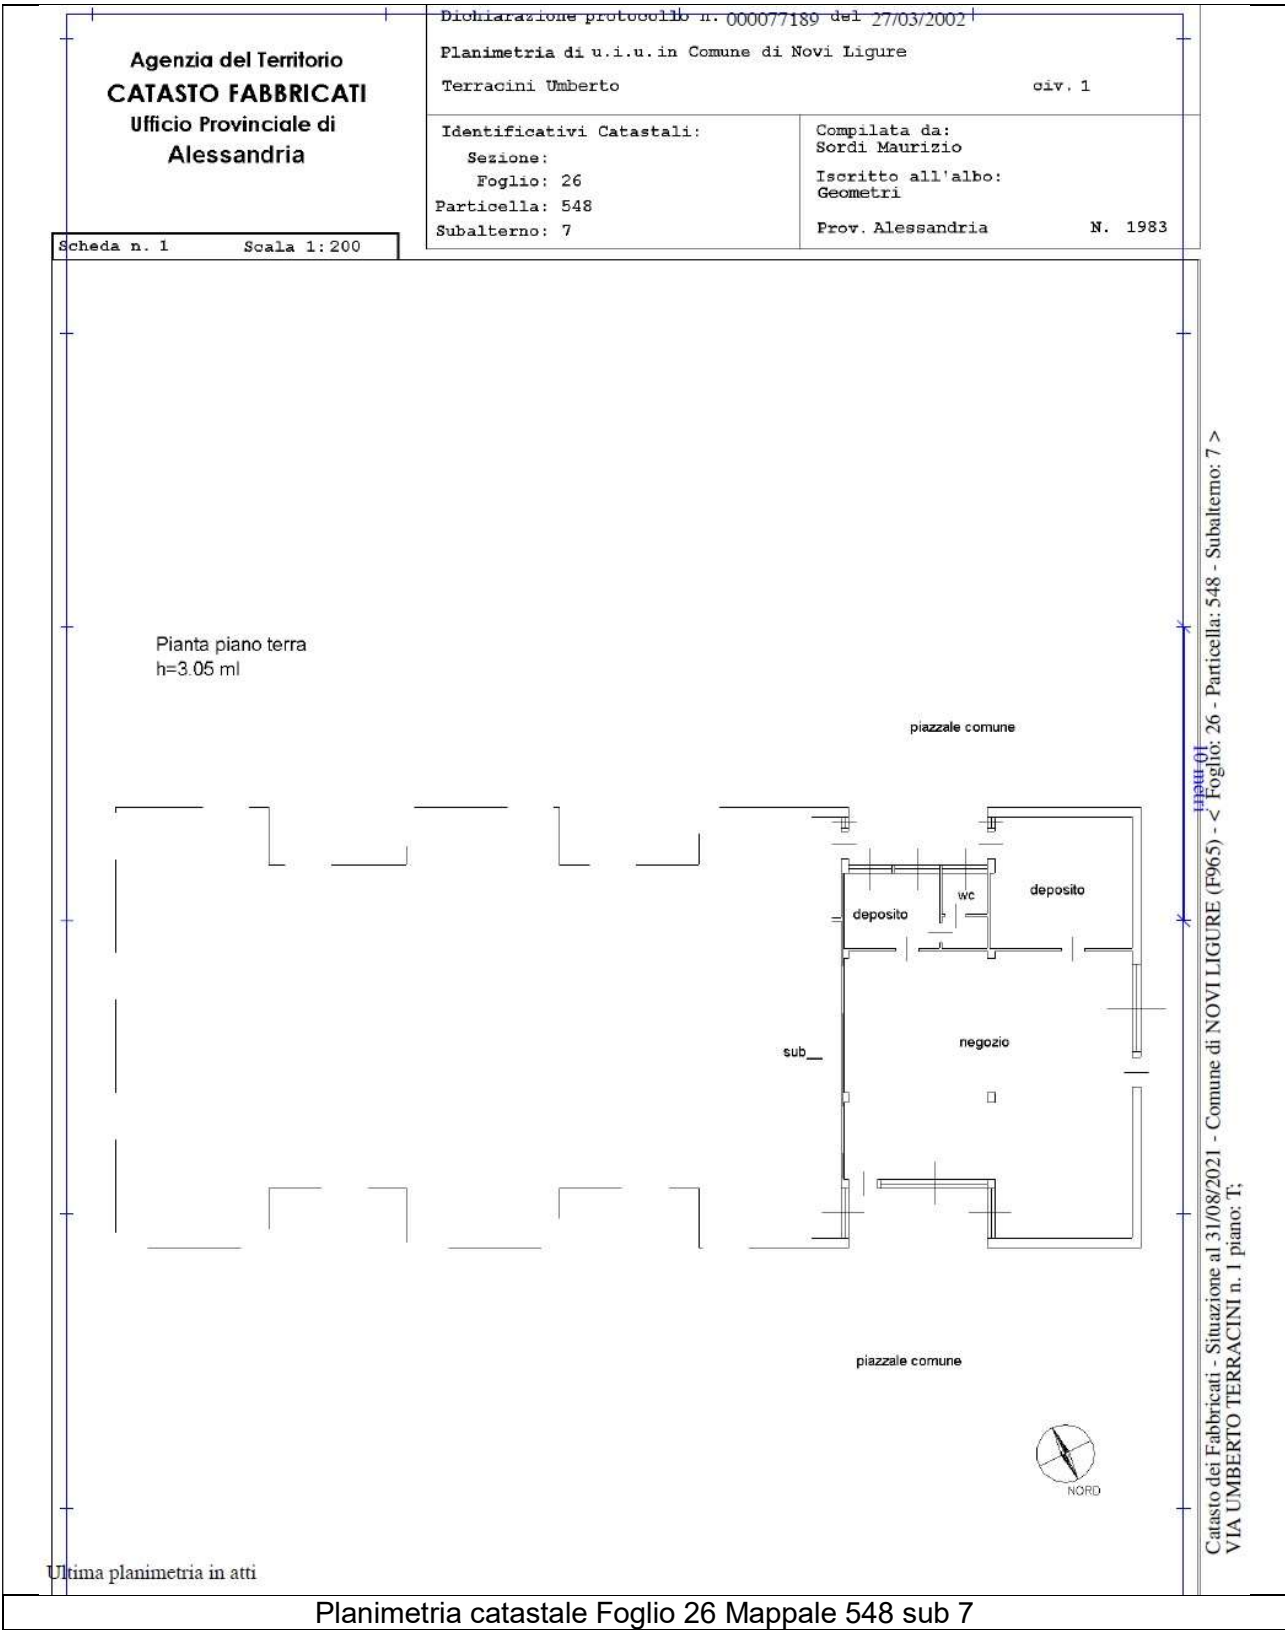 Dichiarazione protocollo n. 000077189 del 27/03/2002
Agenzia del Territorio
CATASTO FABBRICATI
Ufficio Provinciale di
Alessandria
Planimetria di u.i.u. in Comune di Novi Ligure
Terracini Umberto civ. 1
Identificativi Catastali:
Sezione:
Foglio: 26
Particella: 548
Subalterno: 7
Compilata da:
Sordi Maurizio
Iscritto all'albo:
Geometri
Prov. Alessandria N. 1983
Scheda n. 1 Scala 1:200
Pianta piano terra
h=3.05 ml
piazzale comune
deposito
wc
deposito
negozio
sub__
piazzale comune
NORD
10 metri
Catasto dei Fabbricati - Situazione al 31/08/2021 - Comune di NOVI LIGURE (F965) - < Foglio: 26 - Particella: 548 - Subalterno: 7 >
VIA UMBERTO TERRACINI n. 1 piano: T;
Ultima planimetria in atti
Planimetria catastale Foglio 26 Mappale 548 sub 7